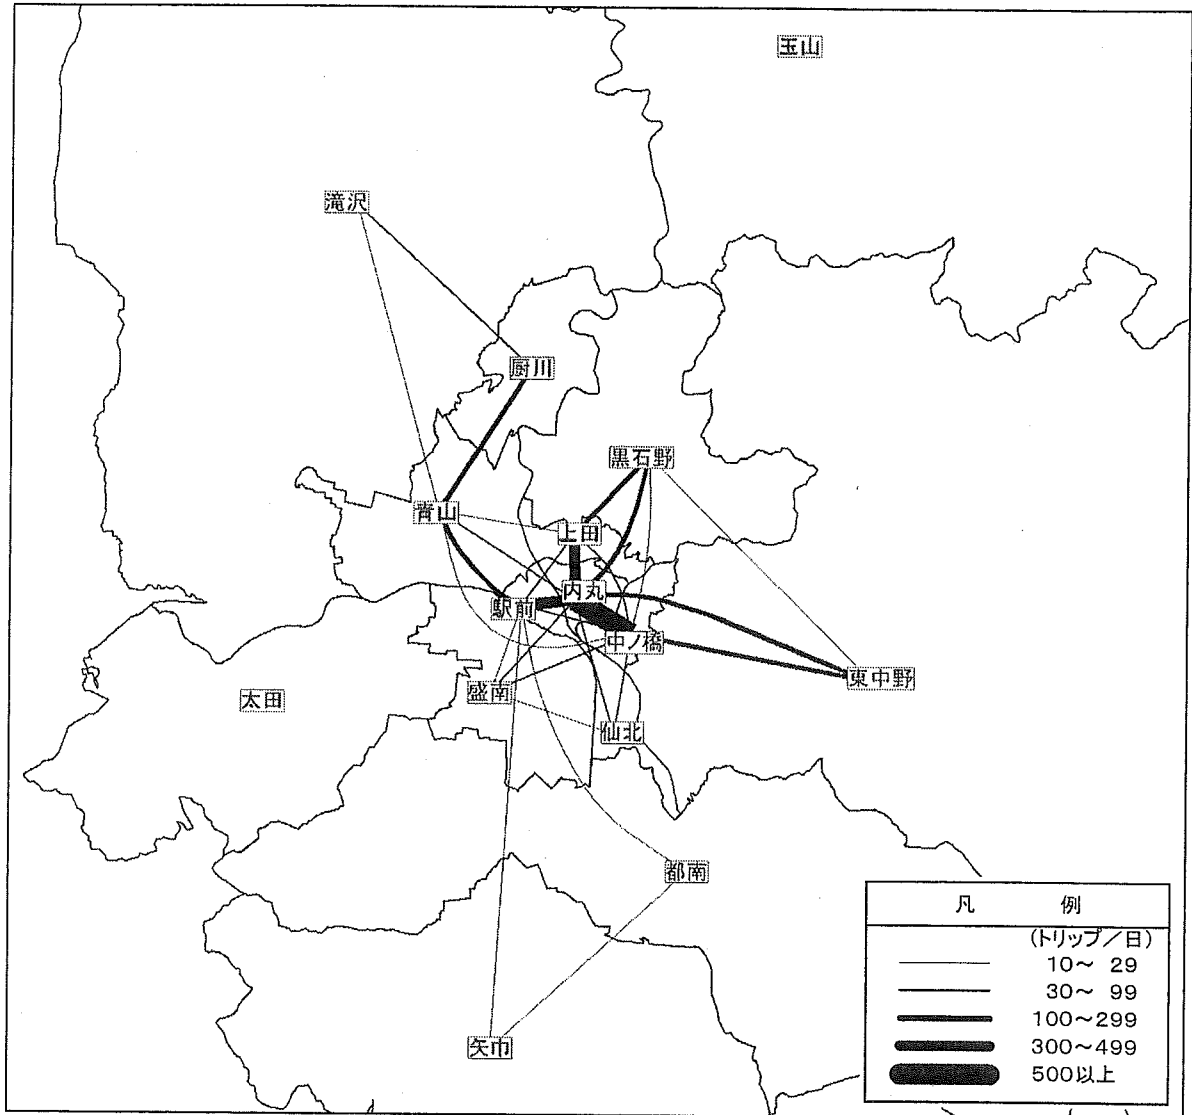 玉山
滝沢
厨川
黒石野
青山
上田
内丸
駅前
中ノ橋
東中野
盛南
太田
仙北
都南
矢巾
凡 例
(トリップ/日)
10~ 29
30~ 99
100~299
300~499
500以上